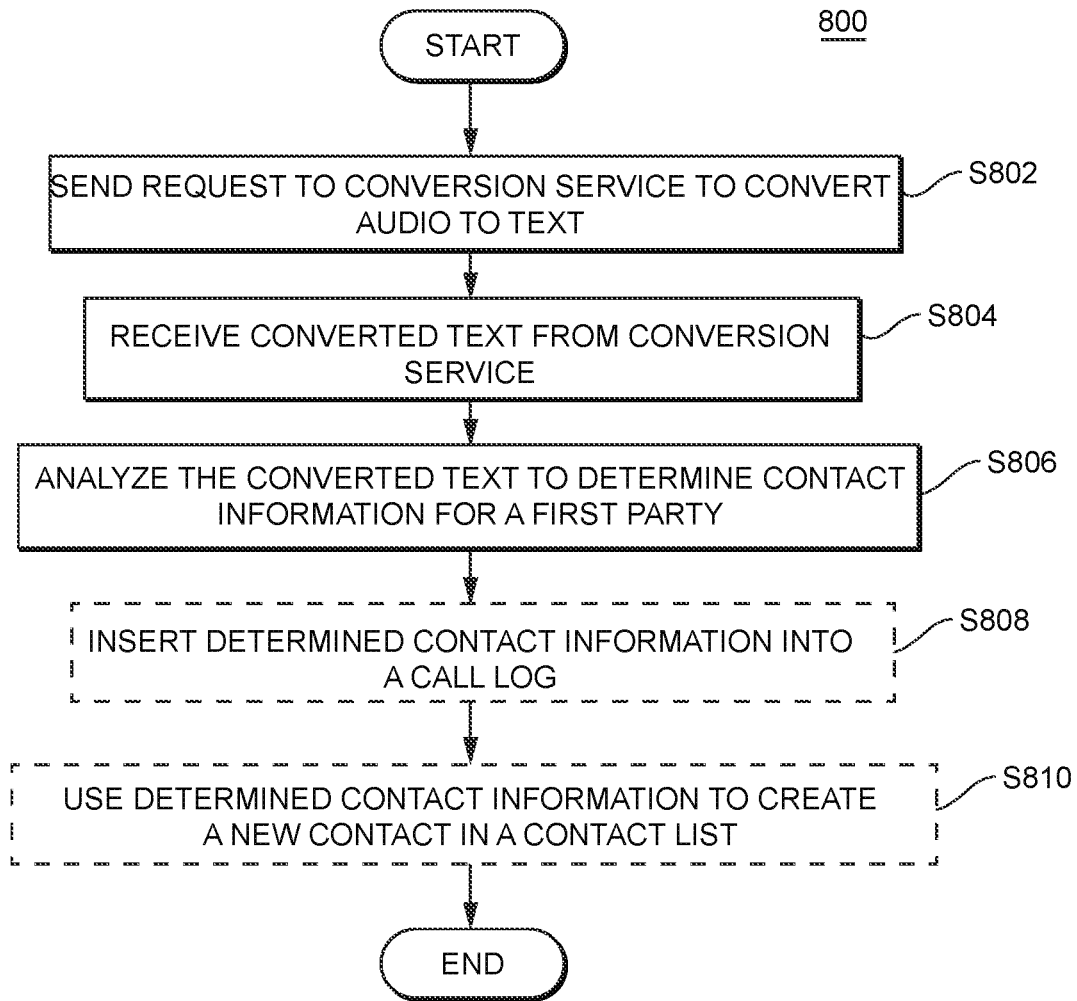 800
START
SEND REQUEST TO CONVERSION SERVICE TO CONVERT
AUDIO TO TEXT
S802
RECEIVE CONVERTED TEXT FROM CONVERSION
SERVICE
S804
ANALYZE THE CONVERTED TEXT TO DETERMINE CONTACT
INFORMATION FOR A FIRST PARTY
S806
INSERT DETERMINED CONTACT INFORMATION INTO
A CALL LOG
S808
USE DETERMINED CONTACT INFORMATION TO CREATE
A NEW CONTACT IN A CONTACT LIST
S810
END